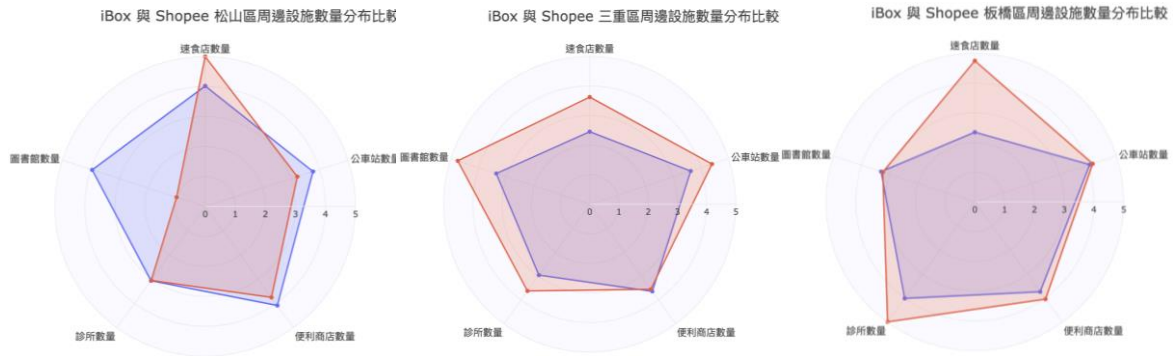 iBox 與 Shopee 松山區周邊設施數量分布比較
速食店數量
圖書館數量
公車站數量
0 1 2 3 4 5
診所數量
便利商店數量
iBox 與 Shopee 三重區周邊設施數量分布比較
速食店數量
圖書館數量
公車站數量
0 1 2 3 4 5
診所數量
便利商店數量
iBox 與 Shopee 板橋區周邊設施數量分布比較
速食店數量
圖書館數量
公車站數量
0 1 2 3 4 5
診所數量
便利商店數量